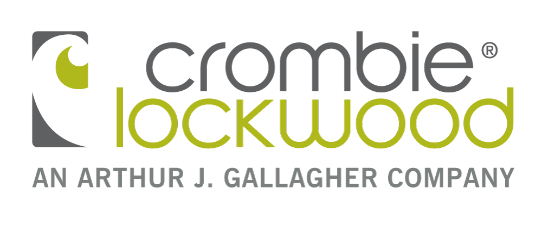 crombie®
lockwood
AN ARTHUR J. GALLAGHER COMPANY